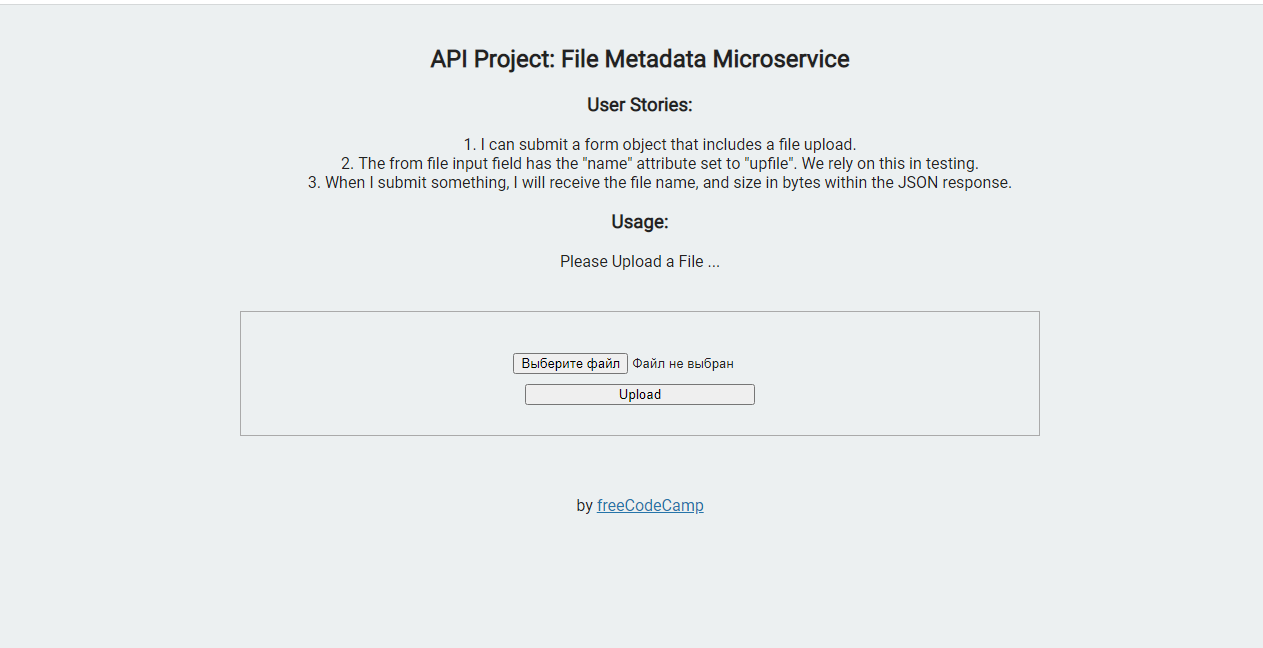 API Project: File Metadata Microservice
User Stories:
1. I can submit a form object that includes a file upload.
2. The from file input field has the "name" attribute set to "upfile". We rely on this in testing.
3. When I submit something, I will receive the file name, and size in bytes within the JSON response.
Usage:
Please Upload a File ...
Выберите файл Файл не выбран
Upload
by freeCodeCamp